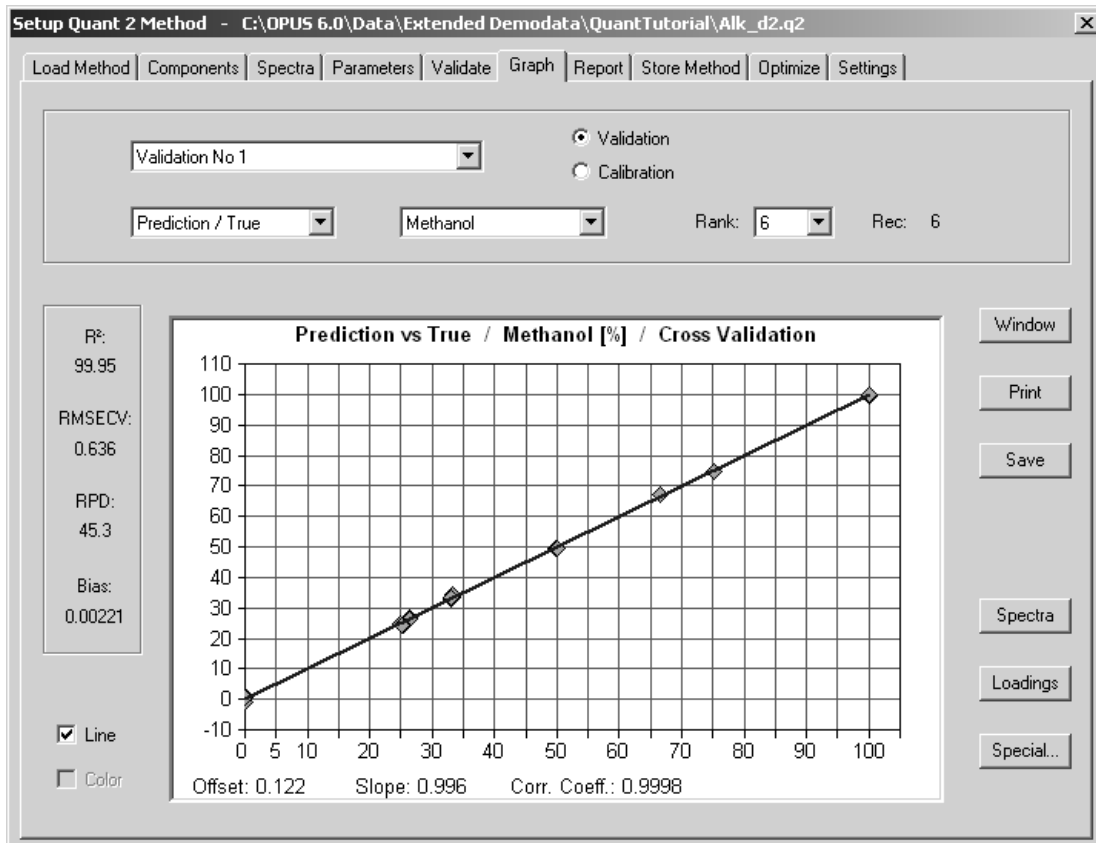 Setup Quant 2 Method - C:\OPUS 6.0\Data\Extended Demodata\QuantTutorial\Alk_d2.q2
Load Method Components Spectra Parameters Validate Graph Report Store Method Optimize Settings
Validation No 1
Validation
Calibration
Prediction / True
Methanol
Rank: 6
Rec: 6
R²:
99.95
RMSECV:
0.636
RPD:
45.3
Bias:
0.00221
Line
Color
Prediction vs True / Methanol [%] / Cross Validation
110
100
90
80
70
60
50
40
30
20
10
0
-10
0 5 10 20 30 40 50 60 70 80 90 100
Offset: 0.122 Slope: 0.996 Corr. Coeff.: 0.9998
Window
Print
Save
Spectra
Loadings
Special...